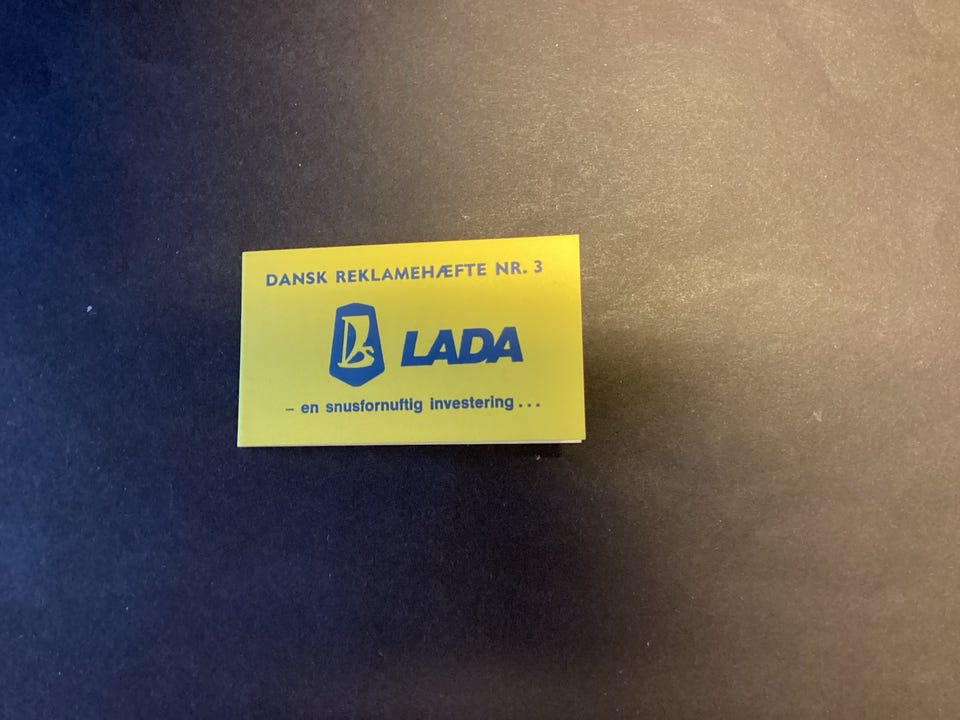 DANSK REKLAMEHÆFTE NR. 3
LADA
– en snusfornuftig investering...